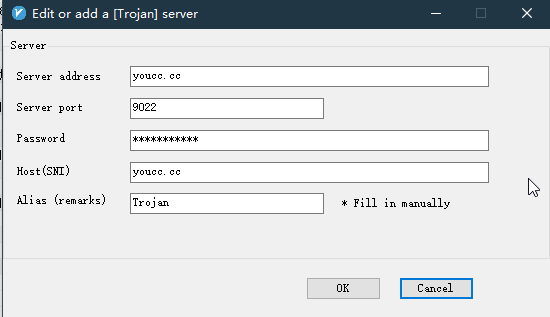 Edit or add a [Trojan] server
Server
Server address youcc.cc
Server port 9022
Password ***********
Host(SNI) youcc.cc
Alias (remarks) Trojan * Fill in manually
OK Cancel